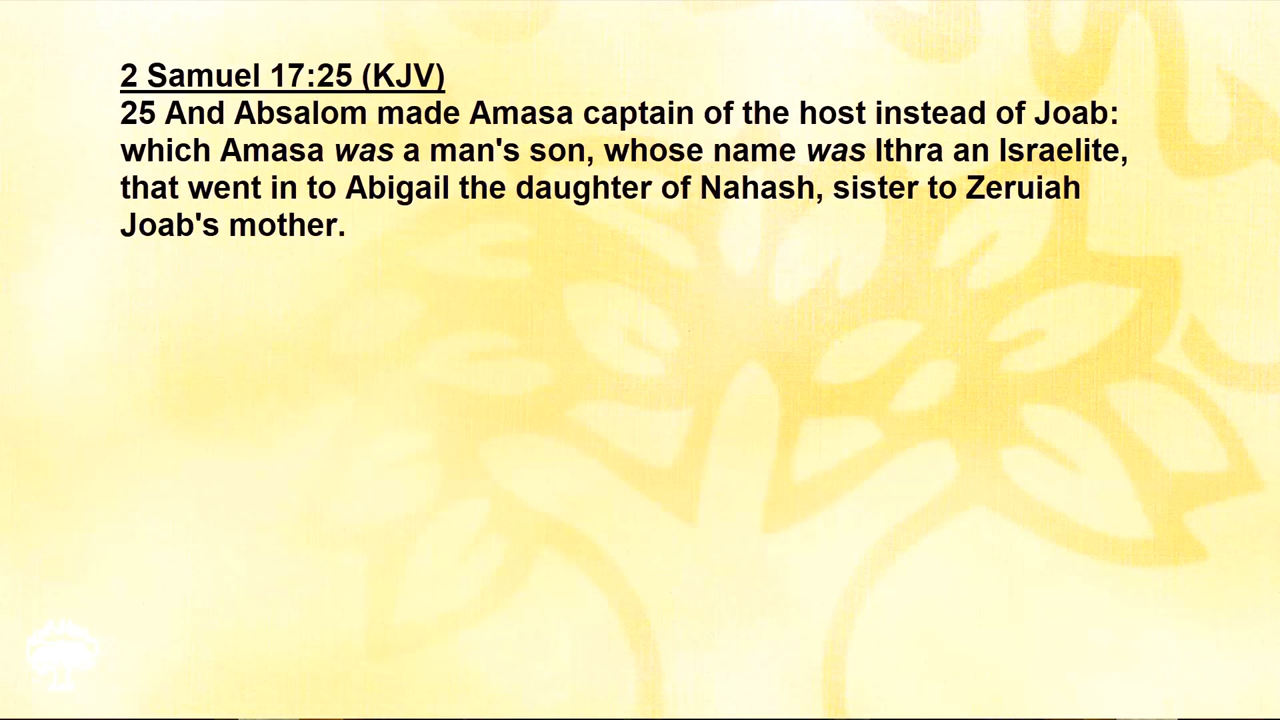 2 Samuel 17:25 (KJV)
25 And Absalom made Amasa captain of the host instead of Joab:
which Amasa was a man's son, whose name was Ithra an Israelite,
that went in to Abigail the daughter of Nahash, sister to Zeruiah
Joab's mother.